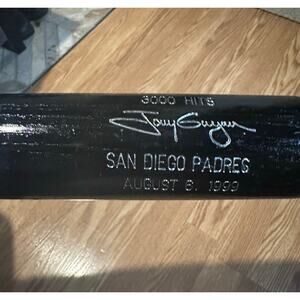 3000 HITS
Tony Gwynn
SAN DIEGO PADRES
AUGUST 6, 1999